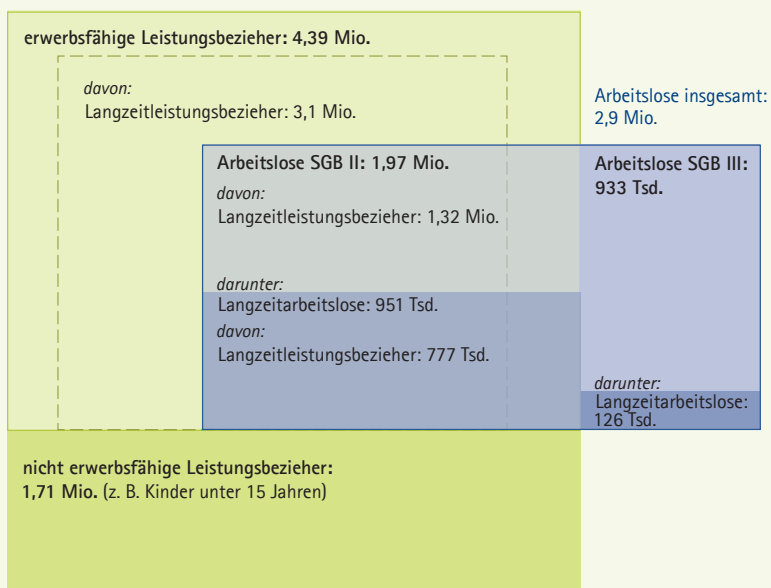 erwerbsfähige Leistungsbezieher: 4,39 Mio.
davon:
Langzeitleistungsbezieher: 3,1 Mio.
Arbeitslose insgesamt:
2,9 Mio.
Arbeitslose SGB II: 1,97 Mio.
davon:
Langzeitleistungsbezieher: 1,32 Mio.
darunter:
Langzeitarbeitslose: 951 Tsd.
davon:
Langzeitleistungsbezieher: 777 Tsd.
Arbeitslose SGB III:
933 Tsd.
darunter:
Langzeitarbeitslose:
126 Tsd.
nicht erwerbsfähige Leistungsbezieher:
1,71 Mio. (z. B. Kinder unter 15 Jahren)